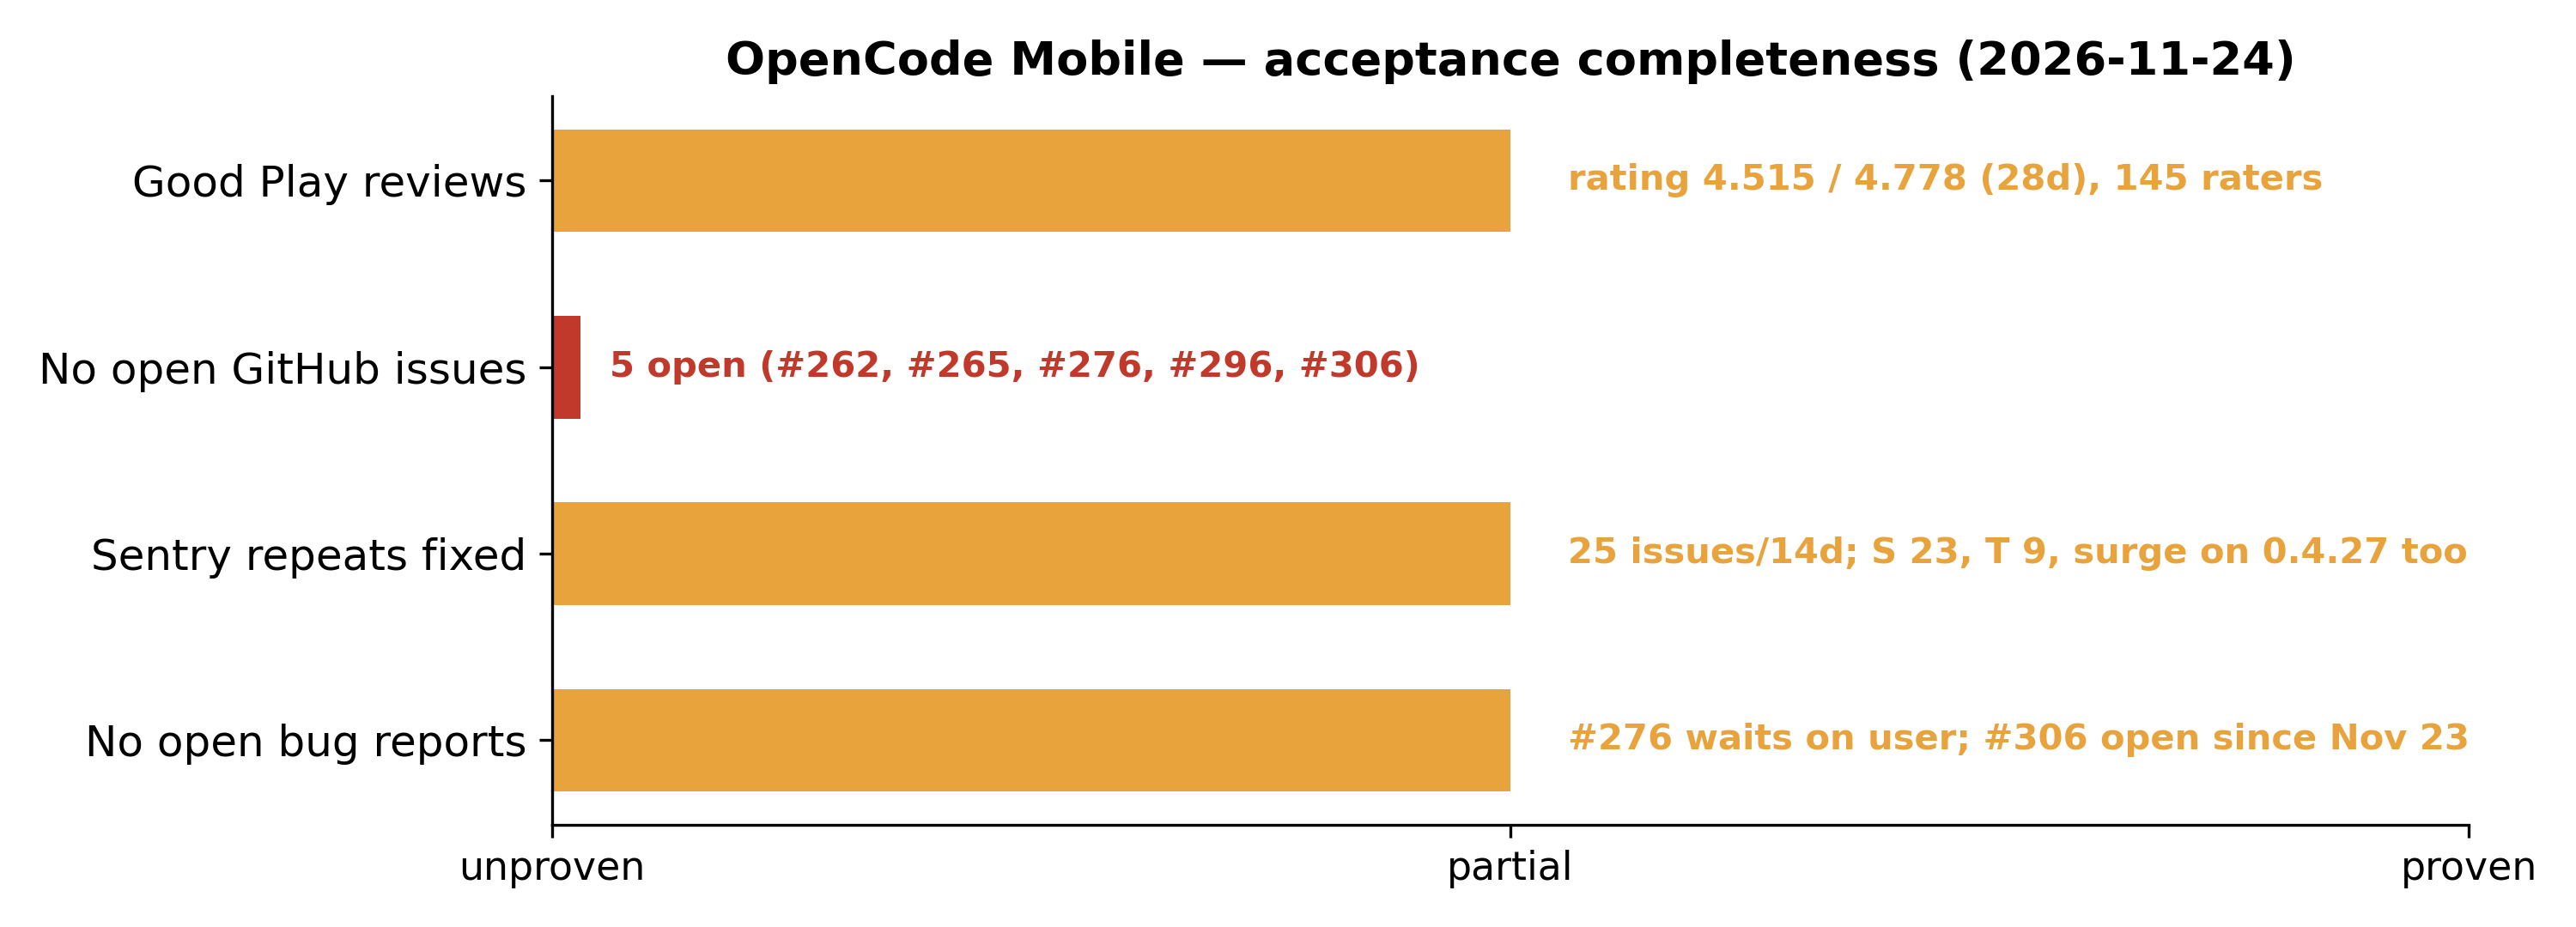 OpenCode Mobile — acceptance completeness (2026-11-24)
Good Play reviews
rating 4.515 / 4.778 (28d), 145 raters
No open GitHub issues
5 open (#262, #265, #276, #296, #306)
Sentry repeats fixed
25 issues/14d; S 23, T 9, surge on 0.4.27 too
No open bug reports
#276 waits on user; #306 open since Nov 23
unproven
partial
proven